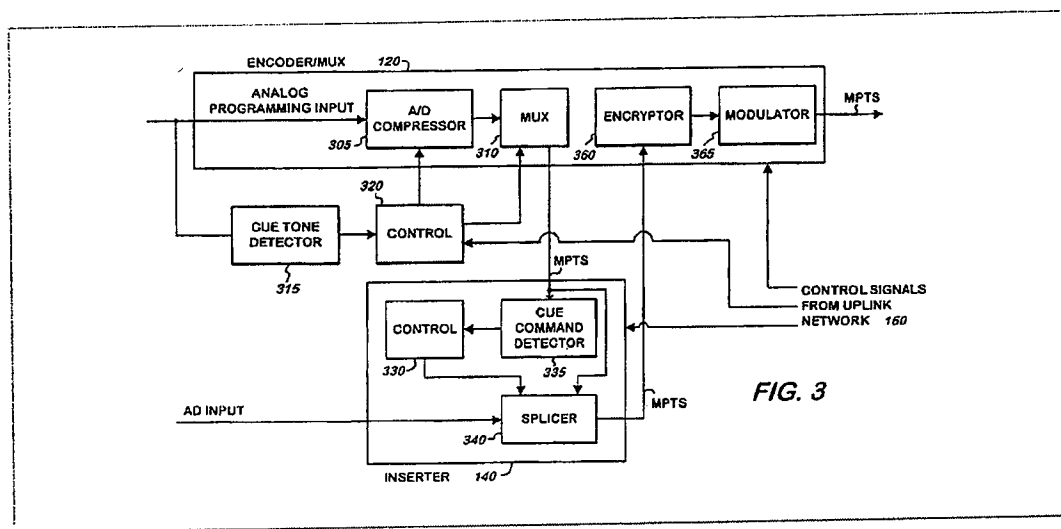 ENCODER/MUX 120
ANALOG
PROGRAMMING INPUT
A/D
COMPRESSOR
305
MUX
310
ENCRYPTOR
360
MODULATOR
365
MPTS
320
CUE TONE
DETECTOR
315
CONTROL
MPTS
CONTROL SIGNALS
FROM UPLINK
NETWORK 160
CONTROL
330
CUE
COMMAND
DETECTOR
335
MPTS
FIG. 3
AD INPUT
SPLICER
340
INSERTER 140